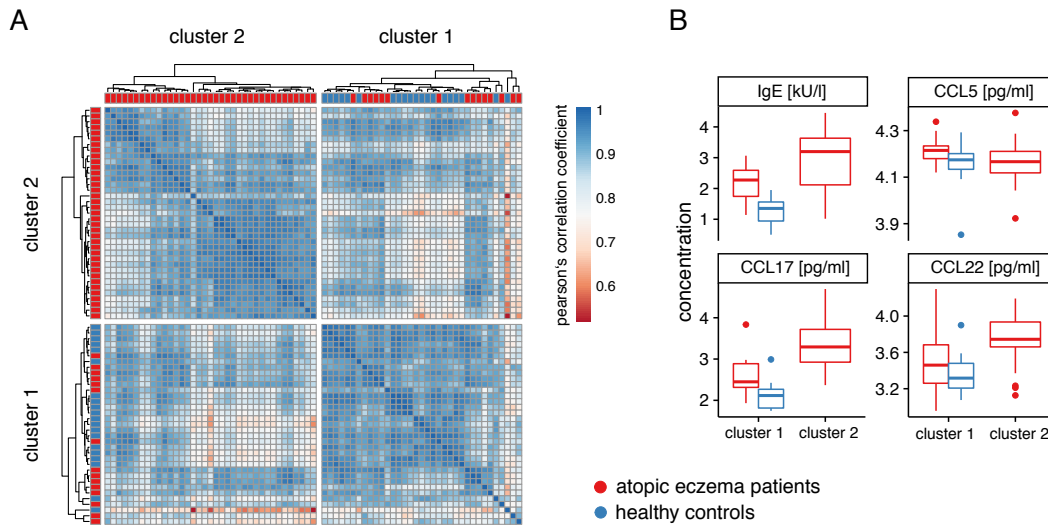 A
cluster 2
cluster 1
cluster 2
cluster 1
1
0.9
0.8
0.7
0.6
pearson's correlation coefficient
B
concentration
IgE [kU/l]
4
3
2
1
CCL5 [pg/ml]
4.3
4.1
3.9
CCL17 [pg/ml]
4
3
2
cluster 1
cluster 2
CCL22 [pg/ml]
4.0
3.6
3.2
cluster 1
cluster 2
atopic eczema patients
healthy controls